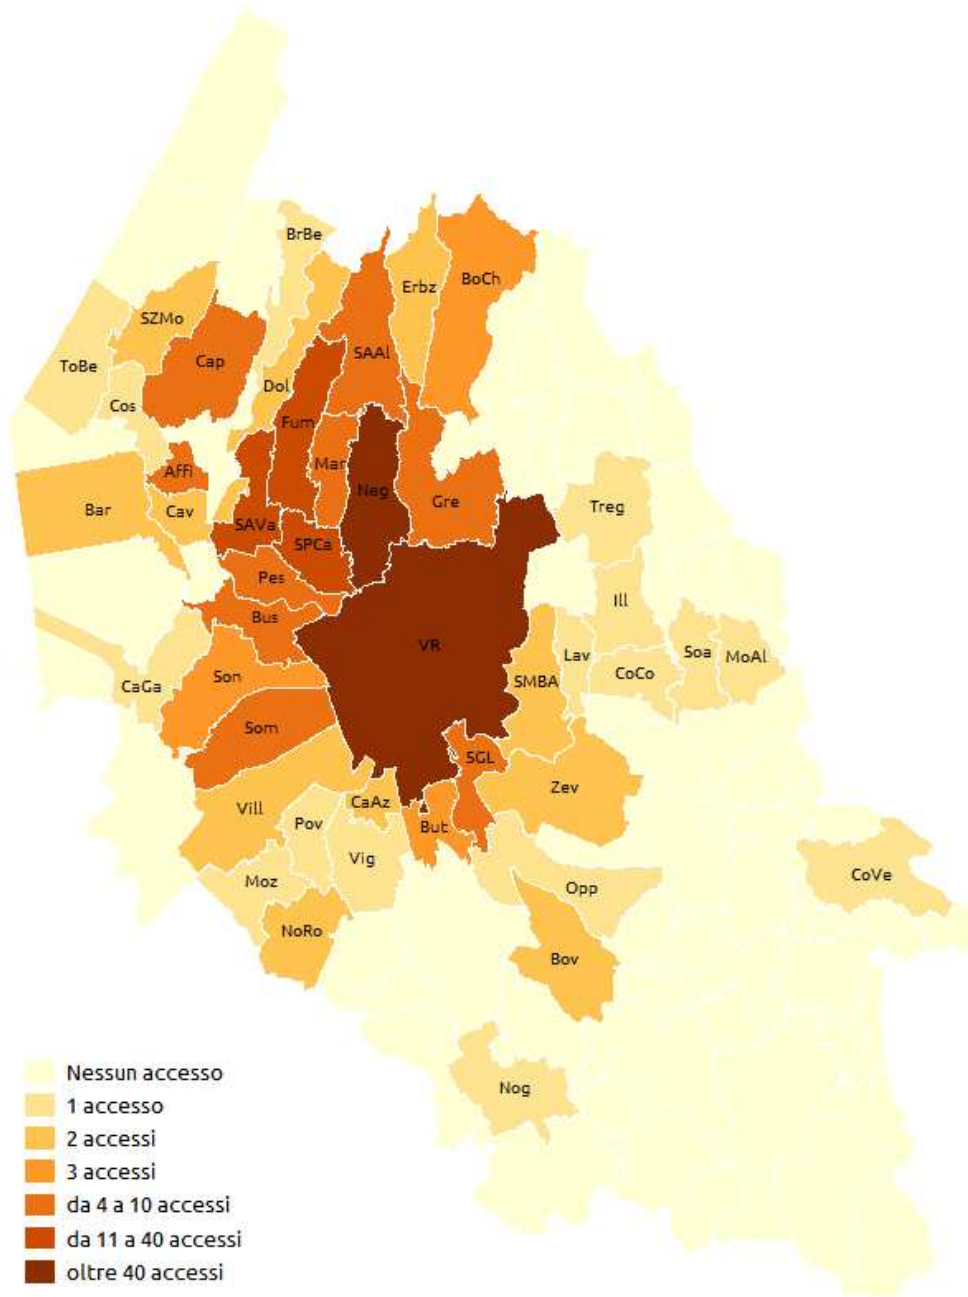 BrBe
Erbz
BoCh
SZMo
SAAl
Cap
ToBe
Dol
Cos
Fum
Mar
Affi
Neg
Gre
Treg
Bar
Cav
SAVa
SPCa
Pes
Ill
Bus
VR
Soa
Lav
MoAl
CoCo
Son
SMBA
CaGa
Som
SGL
Zev
CaAz
Vill
Pov
But
Vig
CoVe
Moz
Opp
NoRo
Bov
Nog
Nessun accesso
1 accesso
2 accessi
3 accessi
da 4 a 10 accessi
da 11 a 40 accessi
oltre 40 accessi